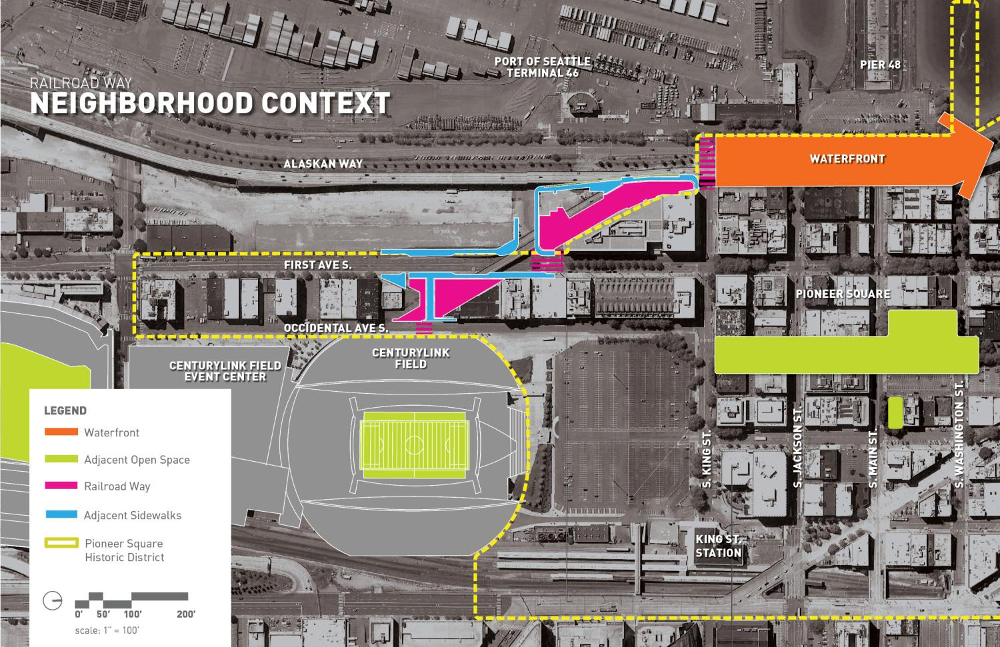 RAILROAD WAY
NEIGHBORHOOD CONTEXT
PORT OF SEATTLE
TERMINAL 46
PIER 48
ALASKAN WAY
WATERFRONT
FIRST AVE S.
PIONEER SQUARE
OCCIDENTAL AVE S.
CENTURYLINK
FIELD
CENTURYLINK FIELD
EVENT CENTER
S. KING ST.
S. JACKSON ST.
S. MAIN ST.
S. WASHINGTON ST.
KING ST.
STATION
LEGEND
Waterfront
Adjacent Open Space
Railroad Way
Adjacent Sidewalks
Pioneer Square
Historic District
0' 50' 100' 200'
scale: 1" = 100'